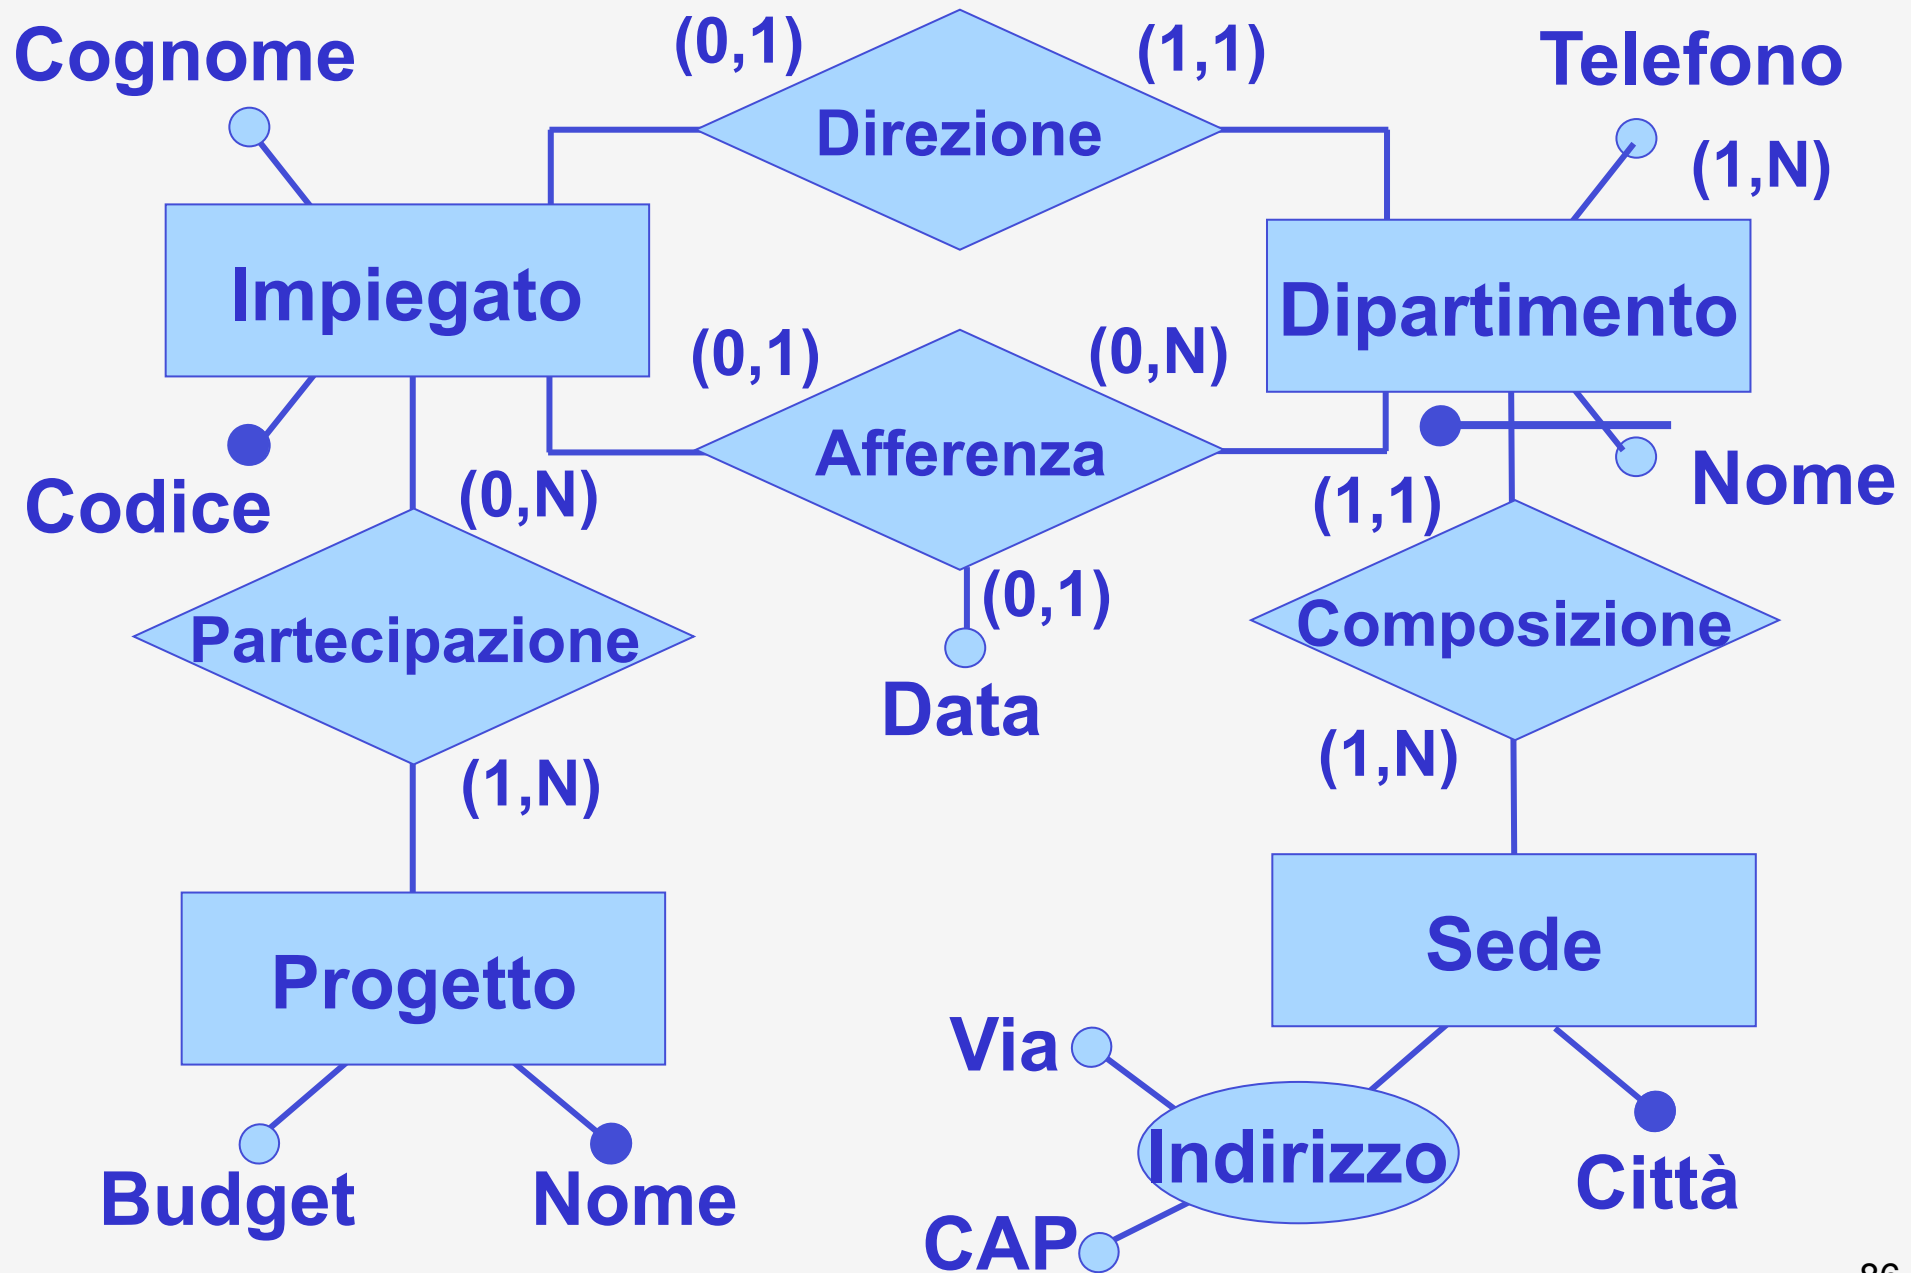 Cognome
(0,1)
(1,1)
Telefono
Direzione
(1,N)
Impiegato
Dipartimento
(0,1)
(0,N)
Afferenza
Codice
(0,N)
(1,1)
Nome
Partecipazione
(0,1)
Composizione
Data
(1,N)
(1,N)
Progetto
Sede
Via
Indirizzo
Città
Budget
Nome
CAP
86